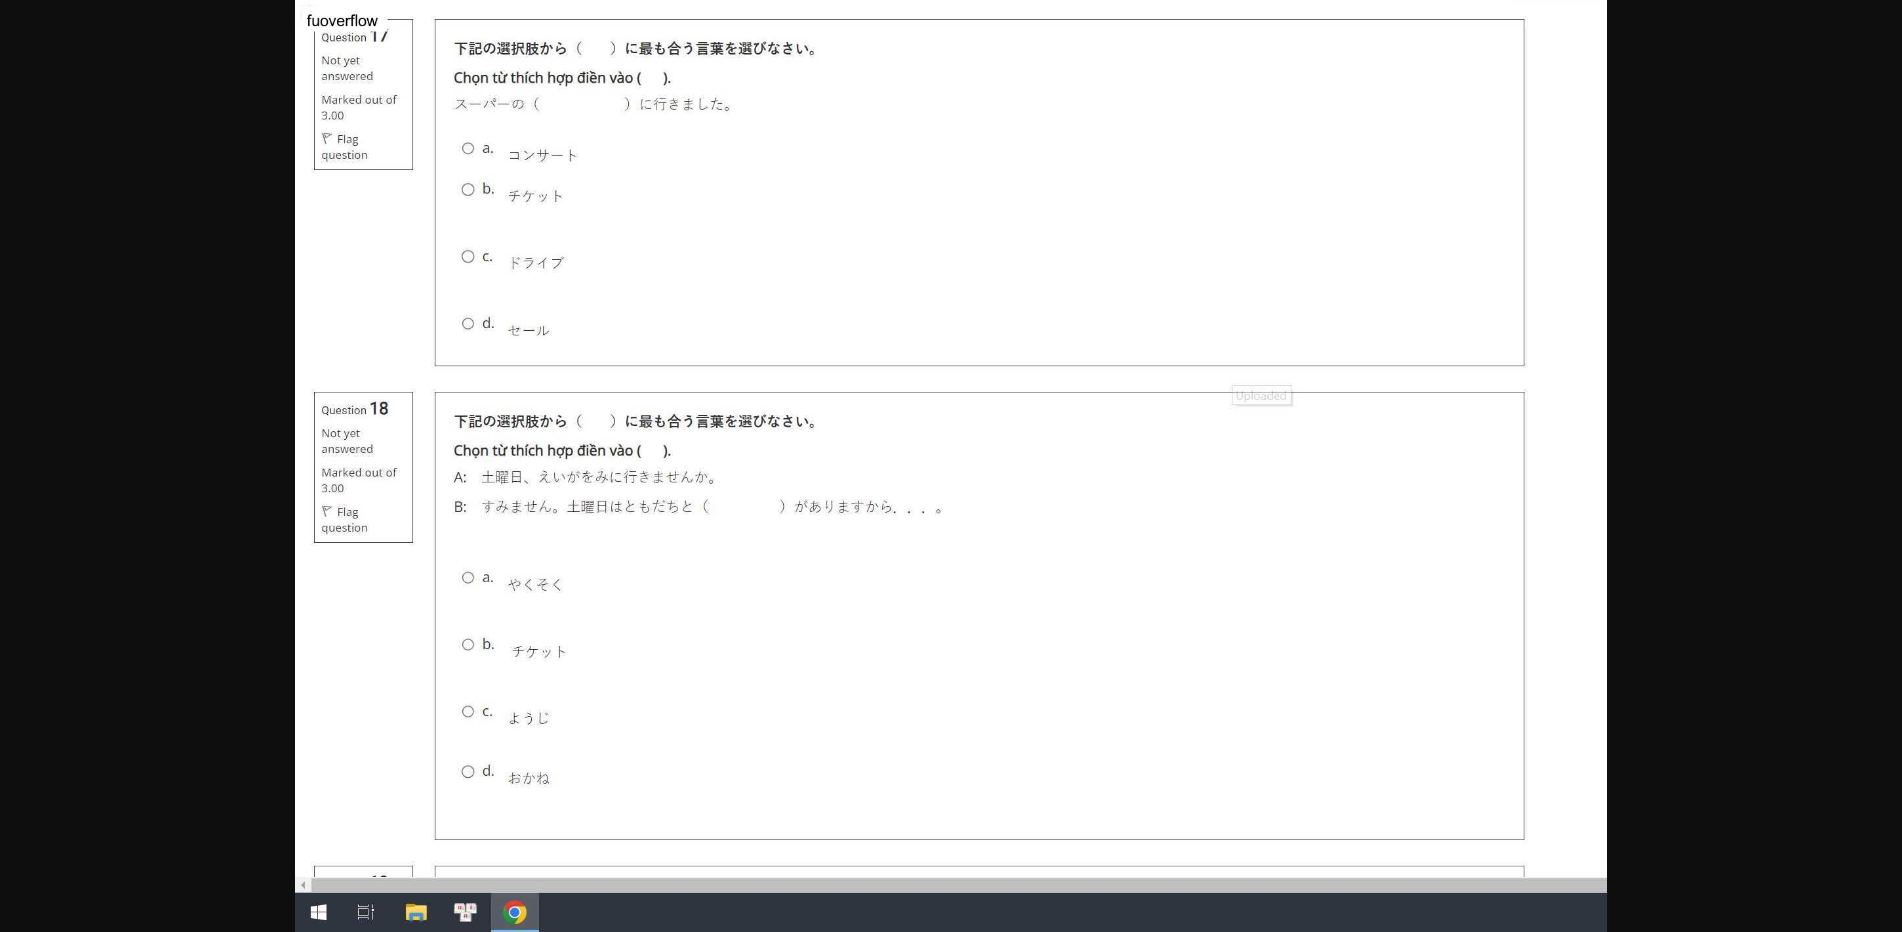 fuoverflow
Question 17
Not yet
answered
Marked out of
3.00
Flag
question
下記の選択肢から（　　）に最も合う言葉を選びなさい。
Chọn từ thích hợp điền vào (     ).
スーパーの（　　　　　　）に行きました。
a. コンサート
b. チケット
c. ドライブ
d. セール
Uploaded
Question 18
Not yet
answered
Marked out of
3.00
Flag
question
下記の選択肢から（　　）に最も合う言葉を選びなさい。
Chọn từ thích hợp điền vào (     ).
A:　土曜日、えいがをみに行きませんか。
B:　すみません。土曜日はともだちと（　　　　　）がありますから．．．。
a. やくそく
b. チケット
c. ようじ
d. おかね